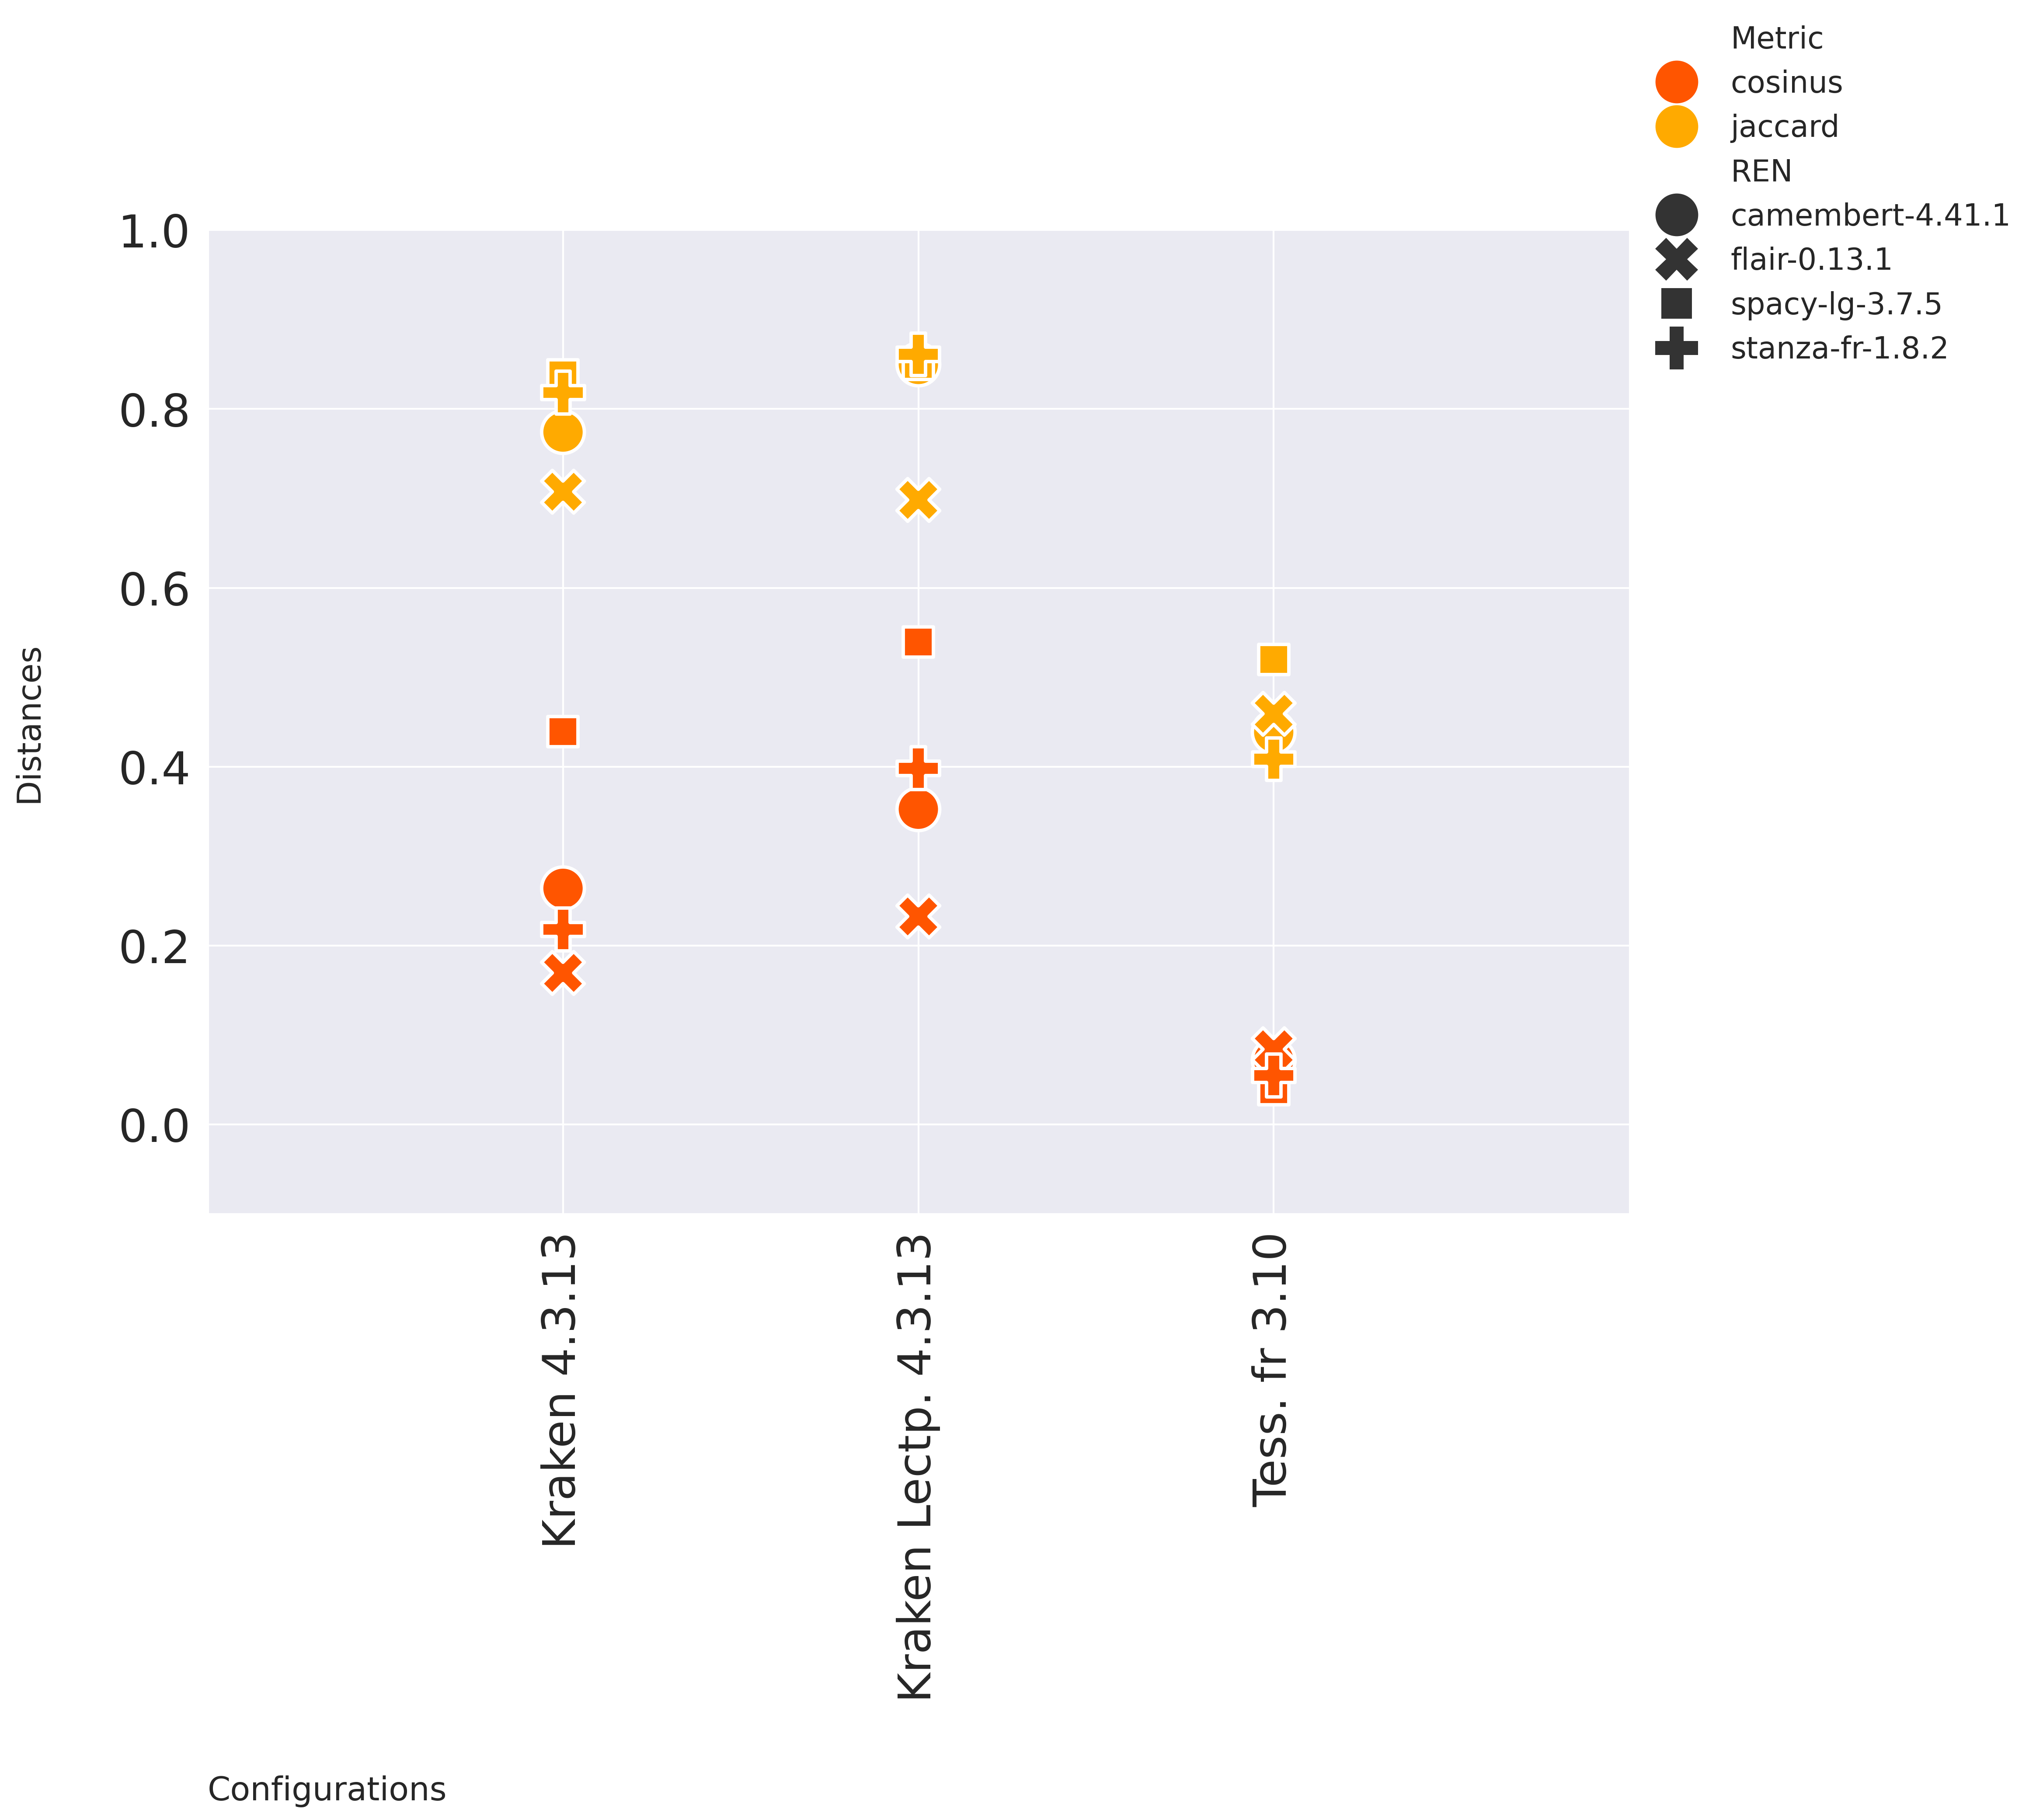 Metric
cosinus
jaccard
REN
camembert-4.41.1
flair-0.13.1
spacy-lg-3.7.5
stanza-fr-1.8.2
1.0
0.8
0.6
0.4
0.2
0.0
Distances
Kraken 4.3.13
Kraken Lectp. 4.3.13
Tess. fr 3.10
Configurations